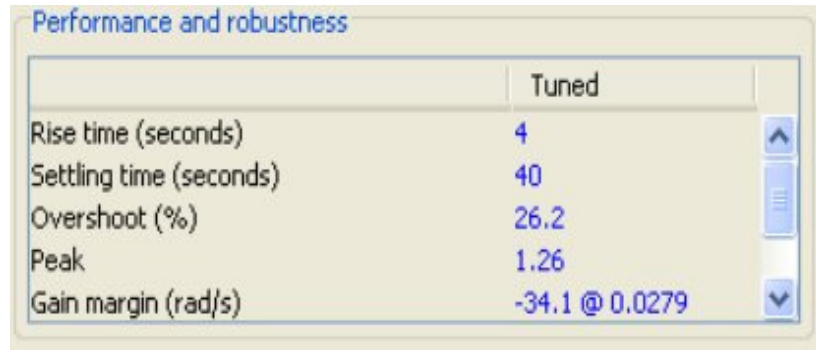 Performance and robustness
Tuned
Rise time (seconds) 4
Settling time (seconds) 40
Overshoot (%) 26.2
Peak 1.26
Gain margin (rad/s) -34.1 @ 0.0279